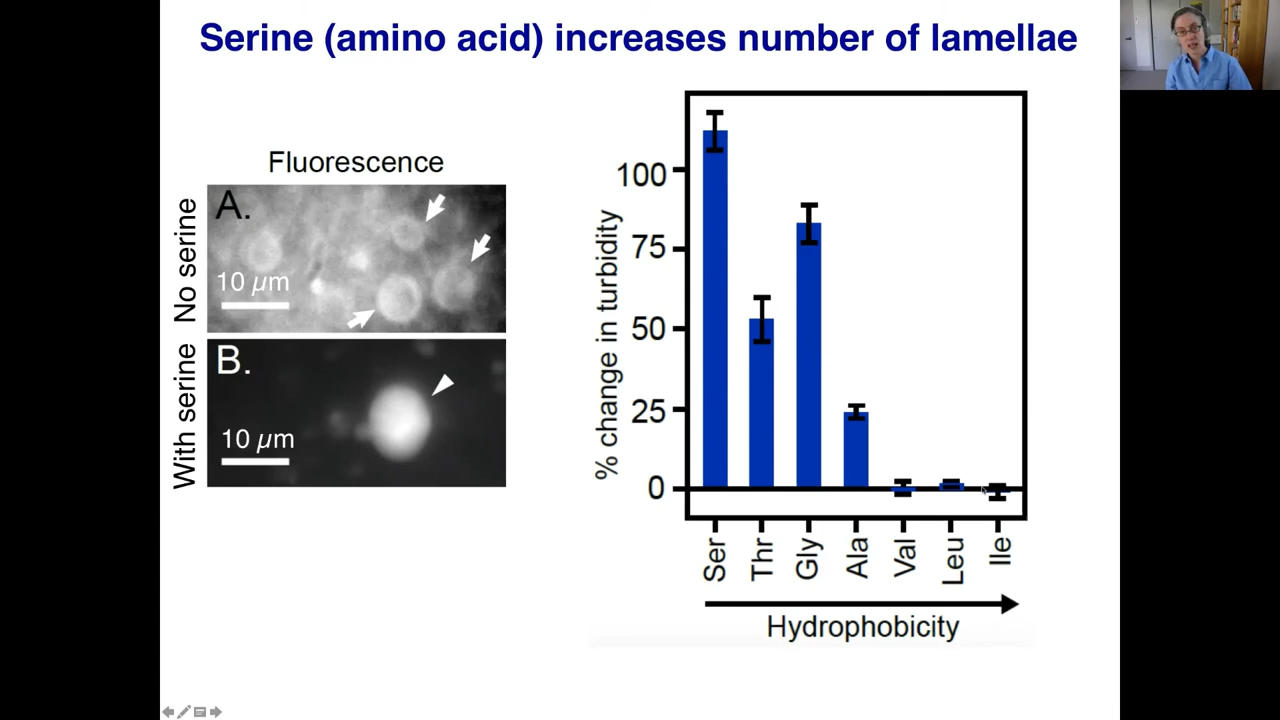 Serine (amino acid) increases number of lamellae
Fluorescence
No serine
A.
10 µm
With serine
B.
10 µm
% change in turbidity
100
75
50
25
0
Ser
Thr
Gly
Ala
Val
Leu
Ile
Hydrophobicity